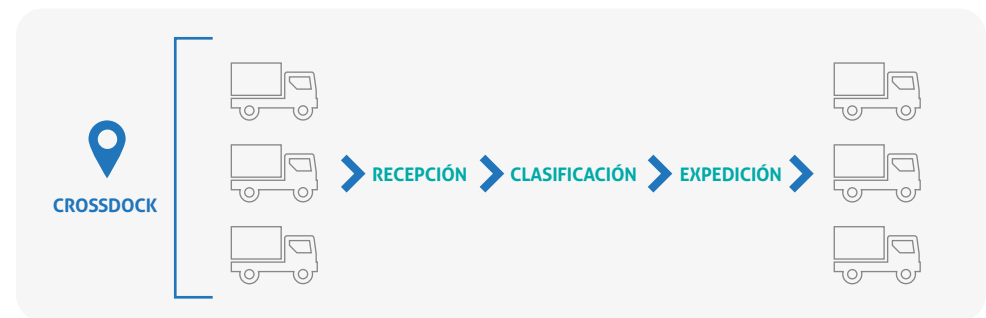 CROSSDOCK
RECEPCIÓN
CLASIFICACIÓN
EXPEDICIÓN